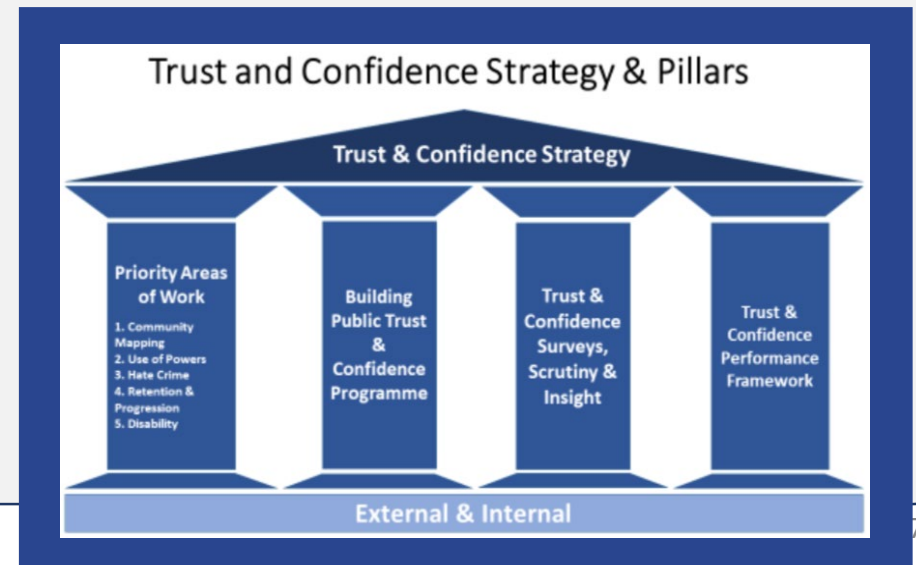 Trust and Confidence Strategy & Pillars
Trust & Confidence Strategy
Priority Areas
of Work
1. Community
Mapping
2. Use of Powers
3. Hate Crime
4. Retention &
Progression
5. Disability
Building
Public Trust
&
Confidence
Programme
Trust &
Confidence
Surveys,
Scrutiny &
Insight
Trust &
Confidence
Performance
Framework
External & Internal